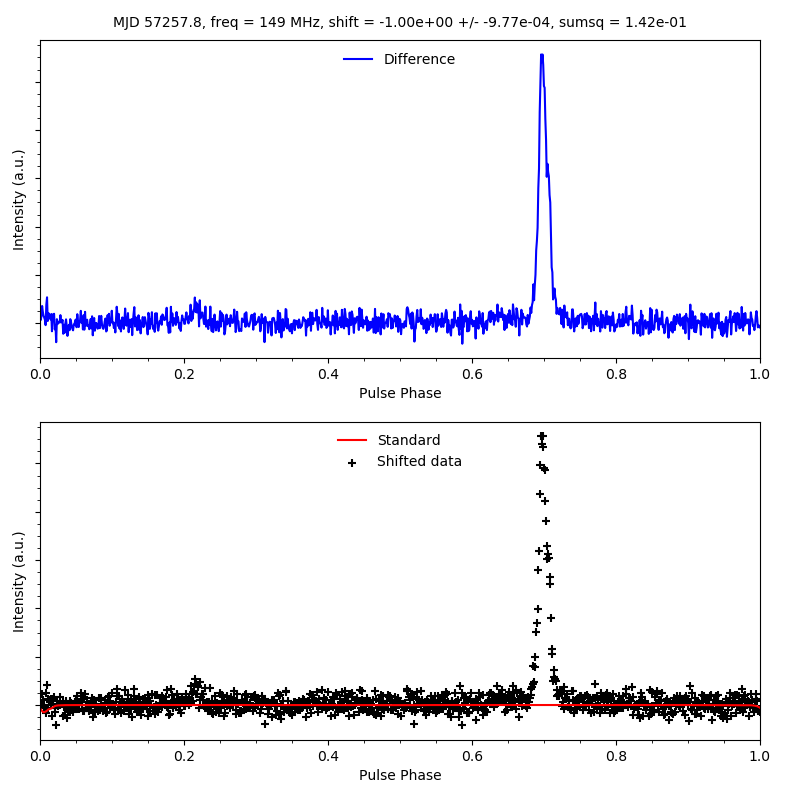 MJD 57257.8, freq = 149 MHz, shift = -1.00e+00 +/- -9.77e-04, sumsq = 1.42e-01
Difference
Intensity (a.u.)
0.0 0.2 0.4 0.6 0.8 1.0
Pulse Phase
Standard
Shifted data
Intensity (a.u.)
0.0 0.2 0.4 0.6 0.8 1.0
Pulse Phase